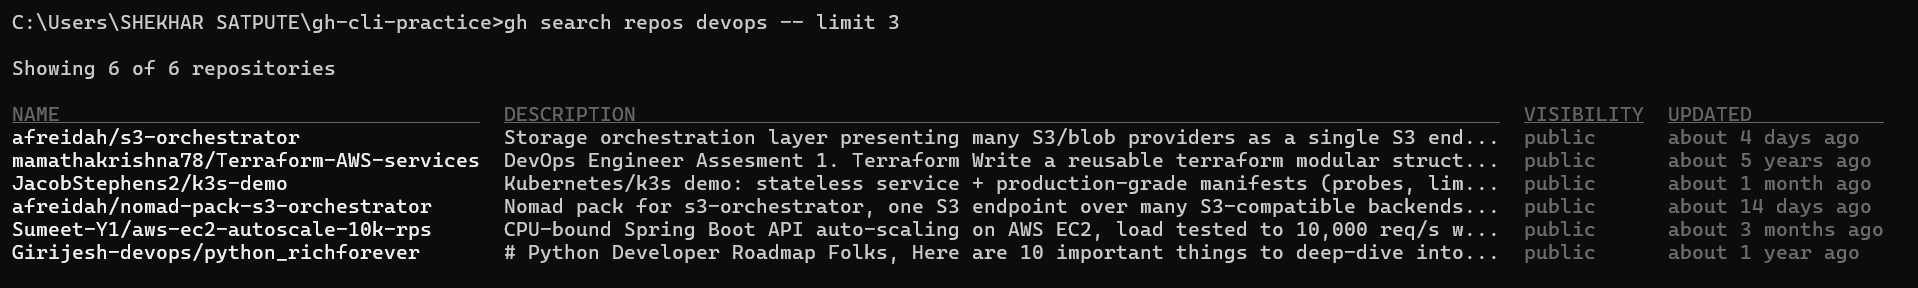 C:\Users\SHEKHAR SATPUTE\gh-cli-practice>gh search repos devops -- limit 3
Showing 6 of 6 repositories
NAME DESCRIPTION VISIBILITY UPDATED
afreidah/s3-orchestrator Storage orchestration layer presenting many S3/blob providers as a single S3 end... public about 4 days ago
mamathakrishna78/Terraform-AWS-services DevOps Engineer Assesment 1. Terraform Write a reusable terraform modular struct... public about 5 years ago
JacobStephens2/k3s-demo Kubernetes/k3s demo: stateless service + production-grade manifests (probes, lim... public about 1 month ago
afreidah/nomad-pack-s3-orchestrator Nomad pack for s3-orchestrator, one S3 endpoint over many S3-compatible backends... public about 14 days ago
Sumeet-Y1/aws-ec2-autoscale-10k-rps CPU-bound Spring Boot API auto-scaling on AWS EC2, load tested to 10,000 req/s w... public about 3 months ago
Girijesh-devops/python_richforever # Python Developer Roadmap Folks, Here are 10 important things to deep-dive into... public about 1 year ago